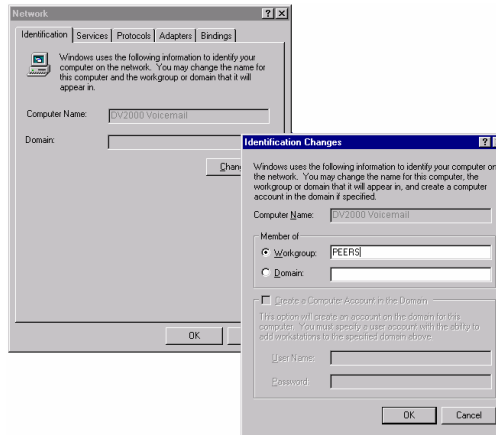 Network
Identification Services Protocols Adapters Bindings
Windows uses the following information to identify your
computer on the network. You may change the name for
this computer and the workgroup or domain that it will
appear in.
Computer Name: DV2000 Voicemail
Domain:
Chan
OK
Identification Changes
Windows uses the following information to identify your computer on
the network. You may change the name for this computer, the
workgroup or domain that it will appear in, and create a computer
account in the domain if specified.
Computer Name: DV2000 Voicemail
Member of
Workgroup: PEERS
Domain:
Create a Computer Account in the Domain
This option will create an account on the domain for this
computer. You must specify a user account with the ability to
add workstations to the specified domain above.
User Name:
Password:
OK Cancel